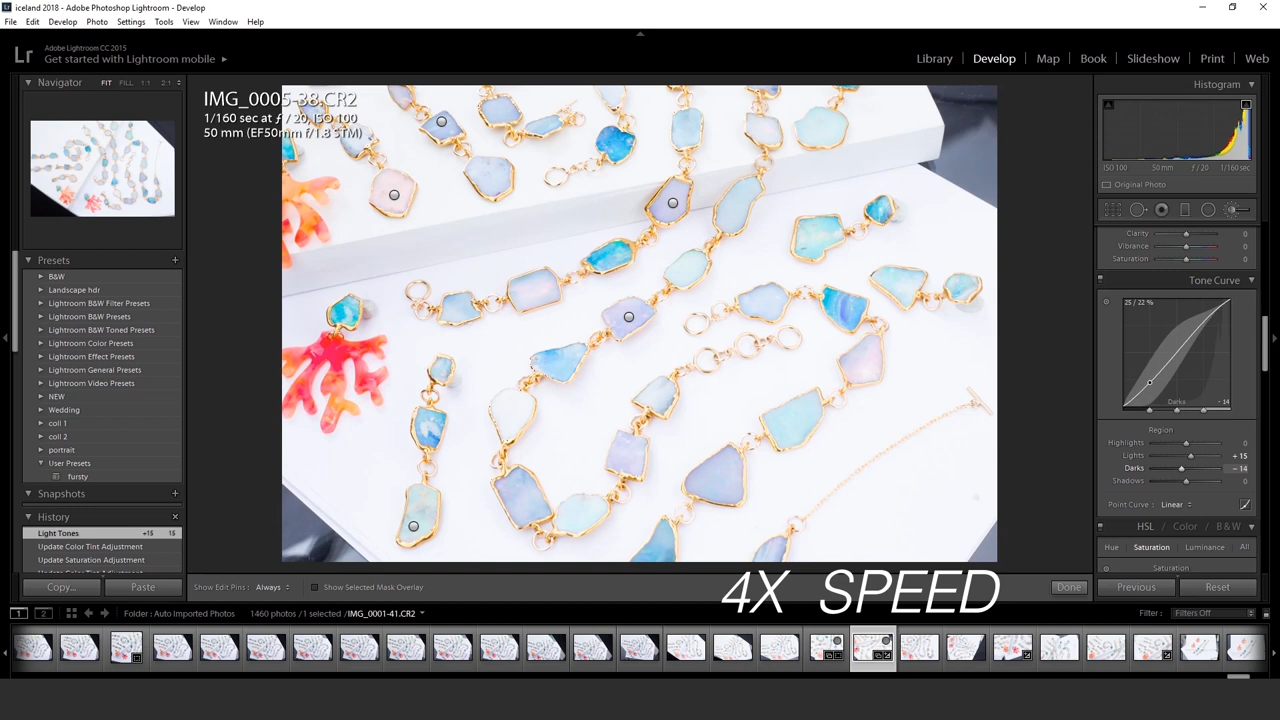 iceland 2018 - Adobe Photoshop Lightroom - Develop
File Edit Develop Photo Settings Tools View Window Help
Lr
Adobe Lightroom CC 2015
Get started with Lightroom mobile
Library | Develop | Map | Book | Slideshow | Print | Web
Navigator FIT FILL 1:1 2:1
Presets +
B&W
Landscape hdr
Lightroom B&W Filter Presets
Lightroom B&W Presets
Lightroom B&W Toned Presets
Lightroom Color Presets
Lightroom Effect Presets
Lightroom General Presets
Lightroom Video Presets
NEW
Wedding
coll 1
coll 2
portrait
User Presets
fursty
Snapshots +
History ×
Light Tones +15 15
Update Color Tint Adjustment
Update Saturation Adjustment
Copy... Paste
IMG_0005-38.CR2
1/160 sec at ƒ / 20, ISO 100
50 mm (EF50mm f/1.8 STM)
Show Edit Pins : Always
Show Selected Mask Overlay
Done
4X SPEED
Histogram
ISO 100 50 mm ƒ / 20 1/160 sec
Original Photo
Clarity 0
Vibrance 0
Saturation 0
Tone Curve
25 / 22 %
Darks - 14
Region
Highlights 0
Lights + 15
Darks - 14
Shadows 0
Point Curve : Linear
HSL / Color / B & W
Hue Saturation Luminance All
Saturation
Previous Reset
1 2 Folder : Auto Imported Photos 1460 photos / 1 selected / IMG_0001-41.CR2
Filter : Filters Off